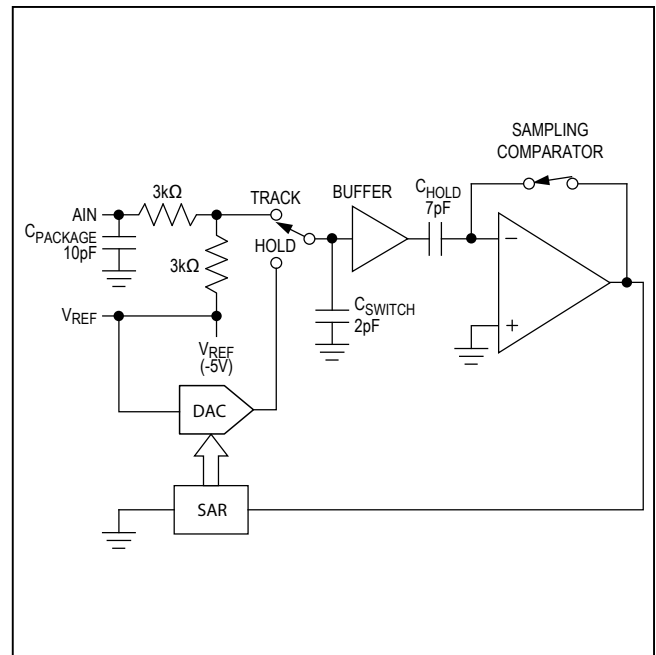 SAMPLING
COMPARATOR
3kΩ
TRACK
BUFFER
CHOLD
7pF
AIN
CPACKAGE
10pF
HOLD
−
3kΩ
CSWITCH
2pF
+
VREF
VREF
(-5V)
DAC
SAR